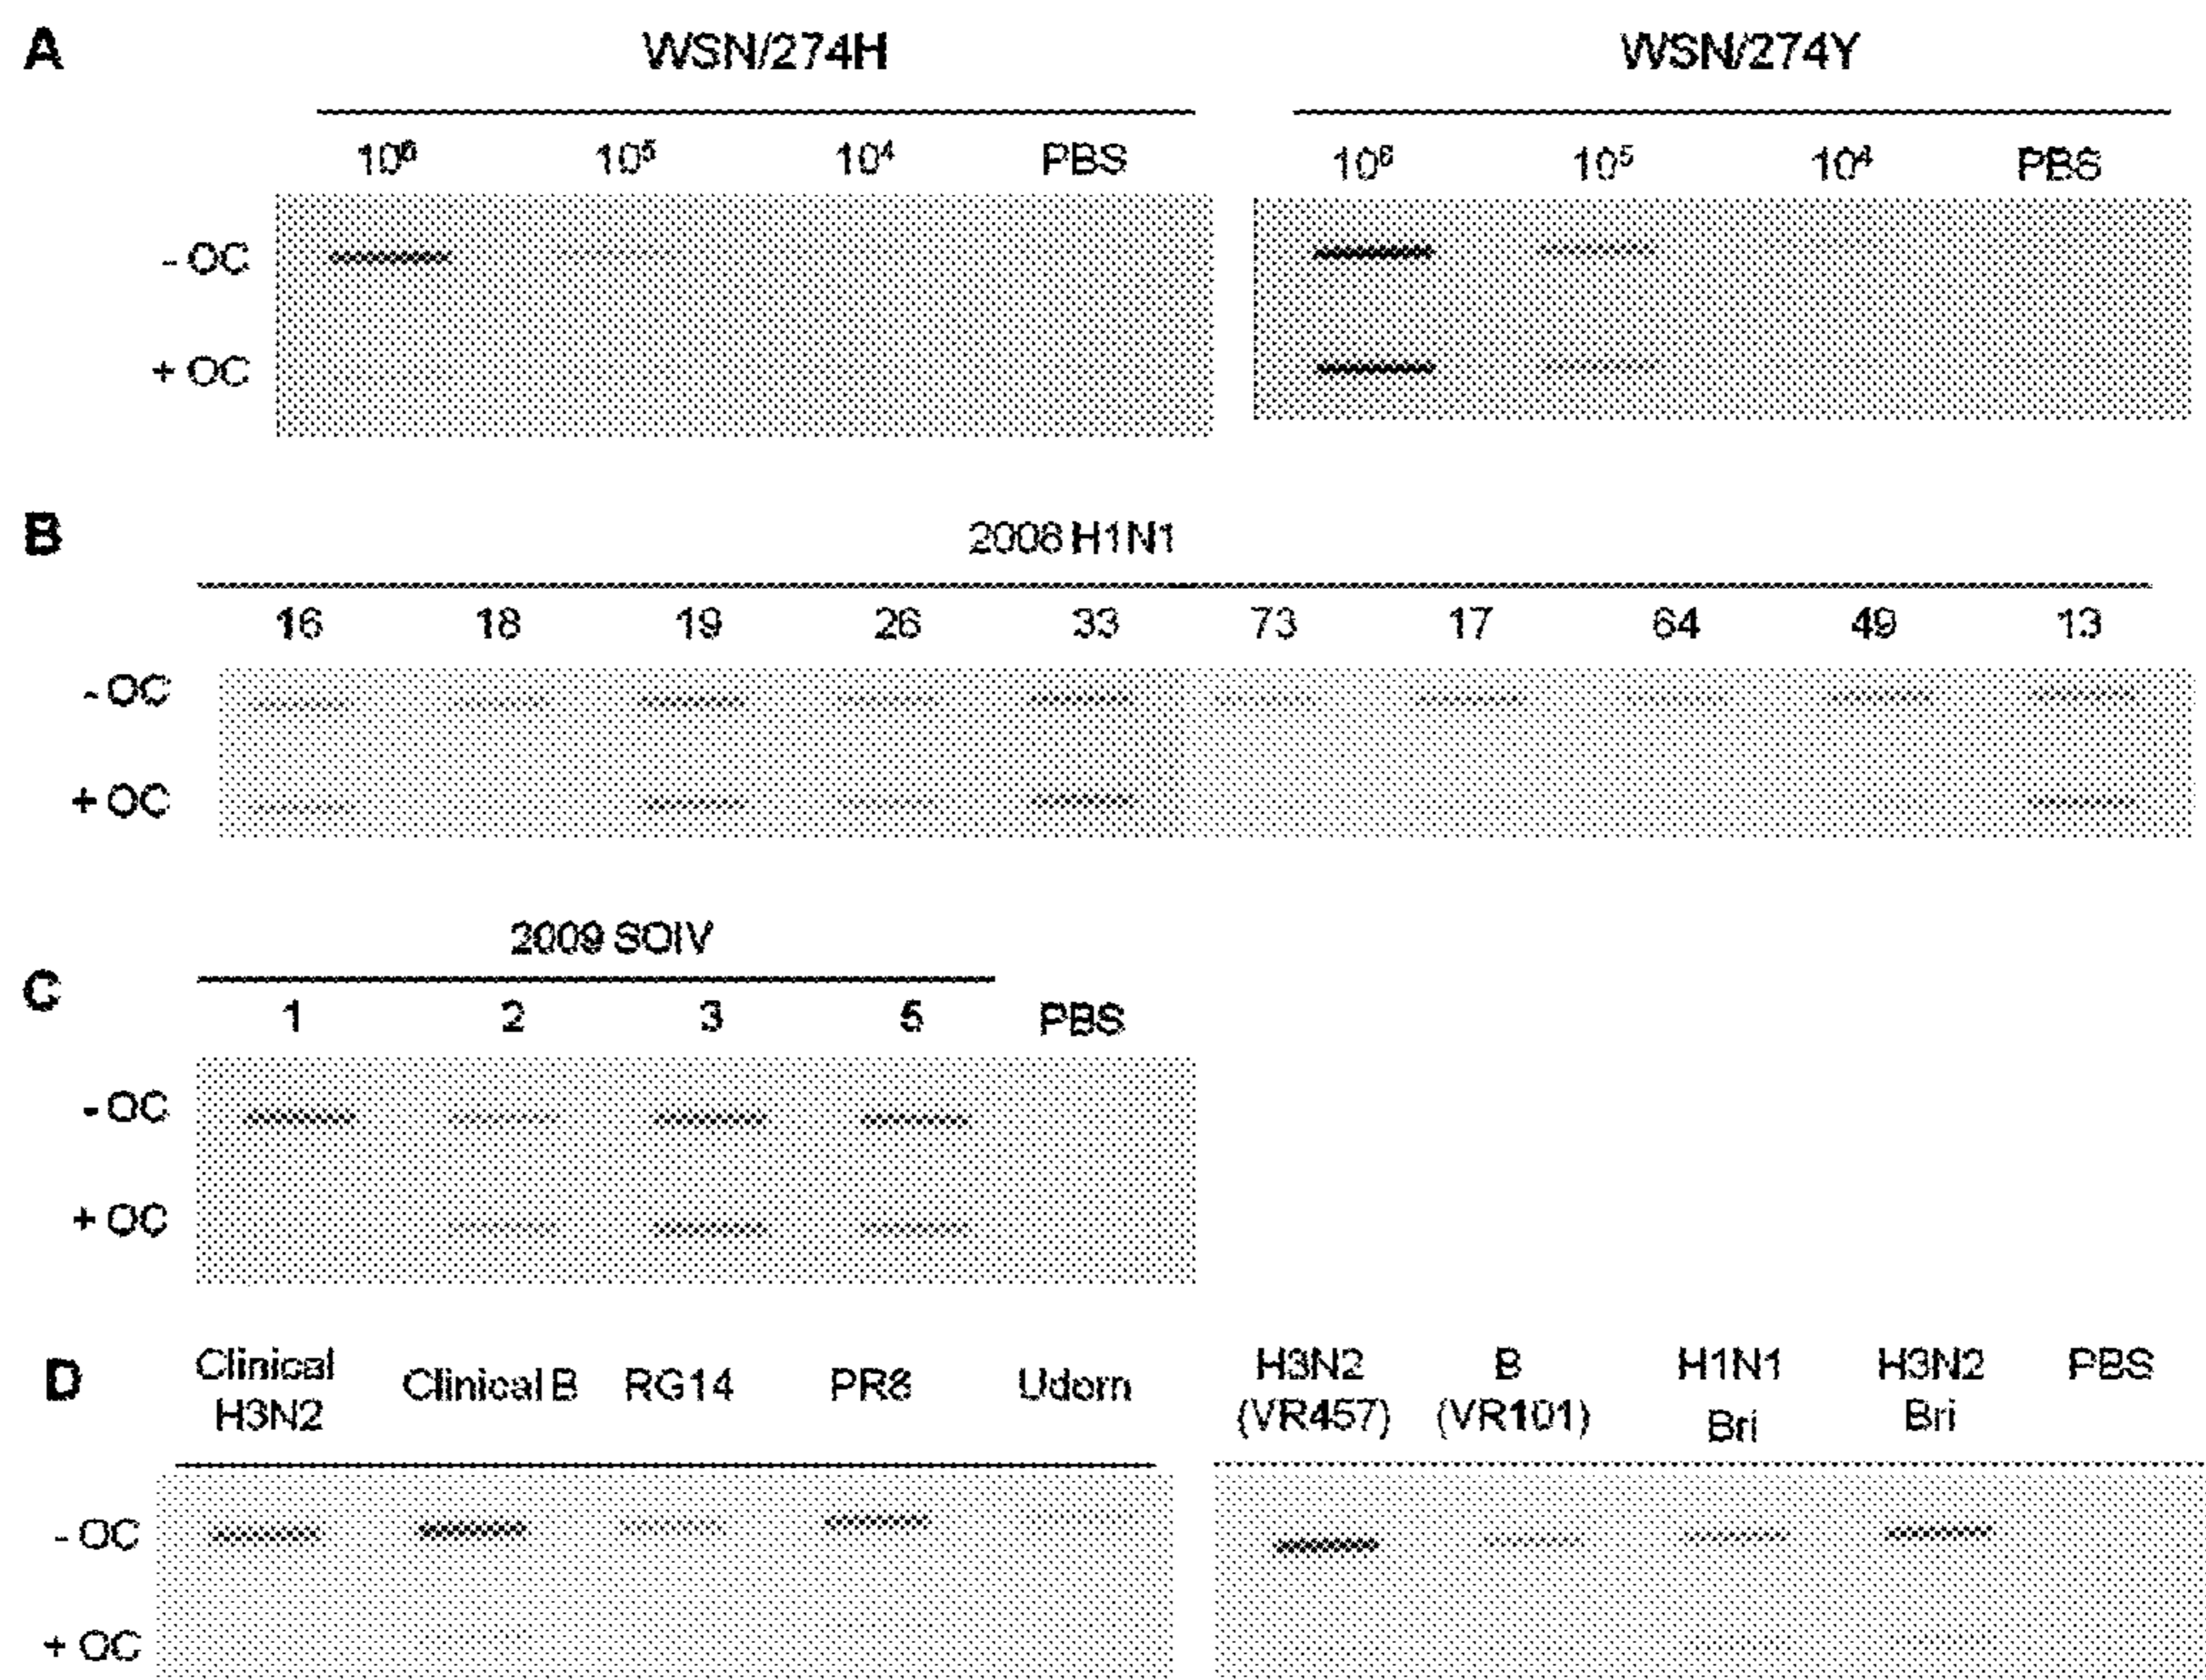 A
WSN/274H WSN/274Y
10⁶ 10⁵ 10⁴ PBS 10⁶ 10⁵ 10⁴ PBS
- OC
+ OC
B
2008 H1N1
16 18 19 26 33 73 17 64 49 13
- OC
+ OC
C
2009 SOIV
1 2 3 5 PBS
- OC
+ OC
D
Clinical H3N2 Clinical B RG14 PR8 Udorn H3N2 (VR457) B (VR101) H1N1 Bri H3N2 Bri PBS
- OC
+ OC